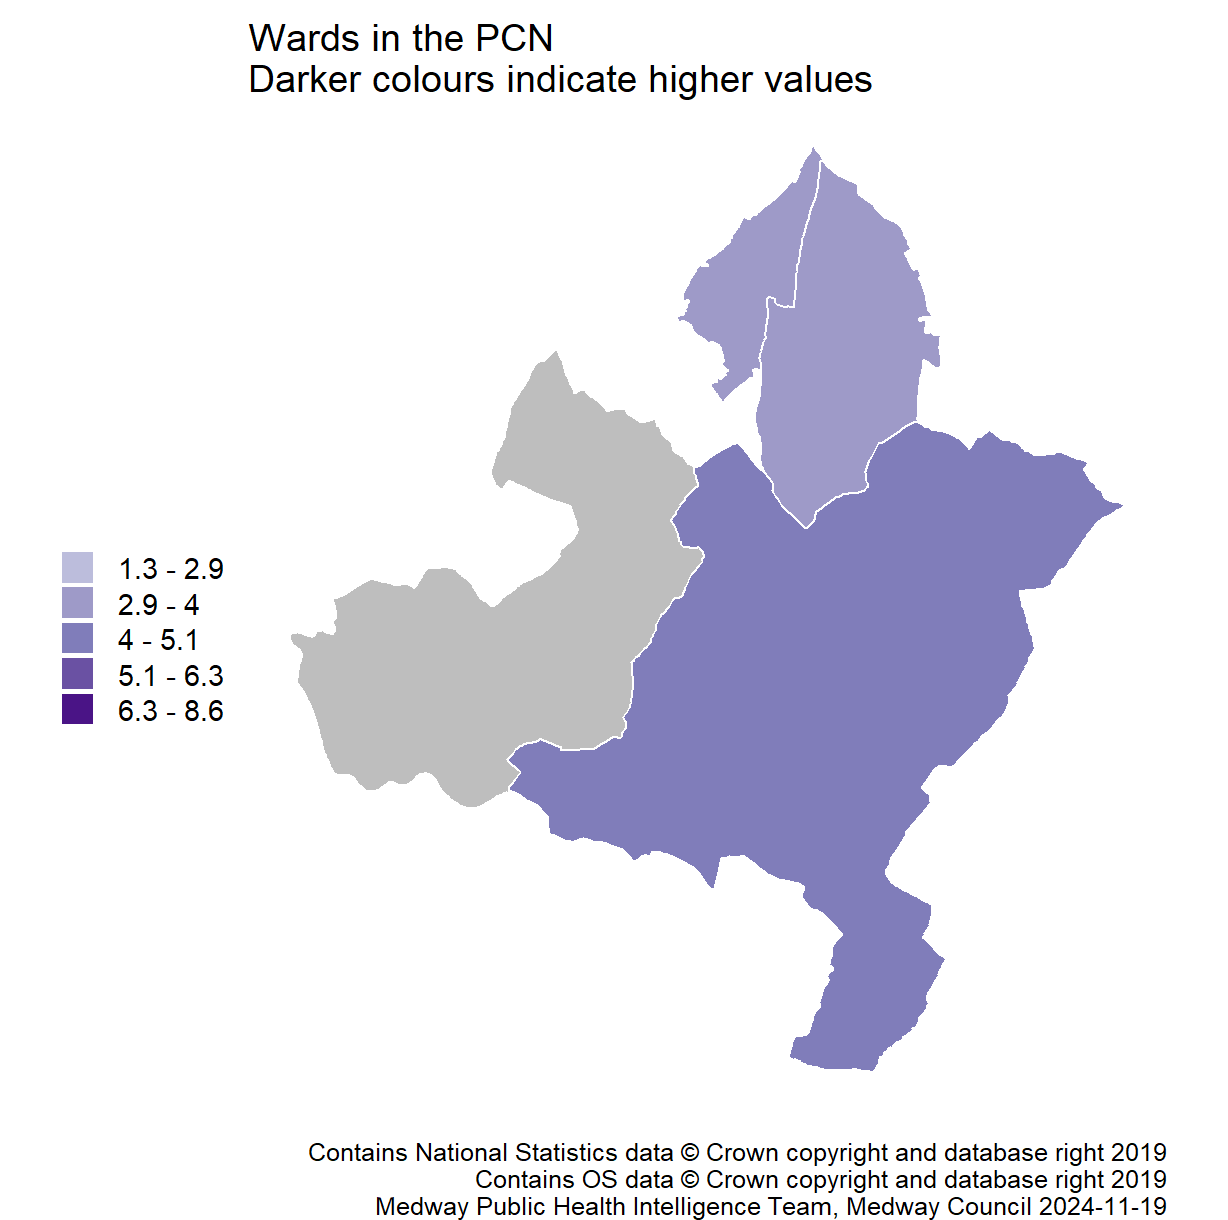 Wards in the PCN
Darker colours indicate higher values
1.3 - 2.9
2.9 - 4
4 - 5.1
5.1 - 6.3
6.3 - 8.6
Contains National Statistics data © Crown copyright and database right 2019
Contains OS data © Crown copyright and database right 2019
Medway Public Health Intelligence Team, Medway Council 2024-11-19